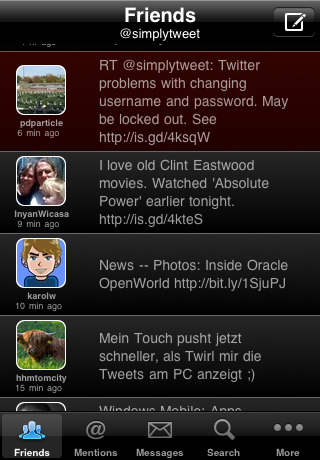 Friends
@simplytweet
RT @simplytweet: Twitter
problems with changing
username and password. May
be locked out. See
http://is.gd/4ksqW
pdparticle
6 min ago
I love old Clint Eastwood
movies. Watched 'Absolute
Power' earlier tonight.
http://is.gd/4kteS
InyanWicasa
9 min ago
News -- Photos: Inside Oracle
OpenWorld http://bit.ly/1SjuPJ
karolw
10 min ago
Mein Touch pusht jetzt
schneller, als Twirl mir die
Tweets am PC anzeigt ;)
hhmtomcity
15 min ago
Windows Mobile: Apps
Friends
Mentions
Messages
Search
More